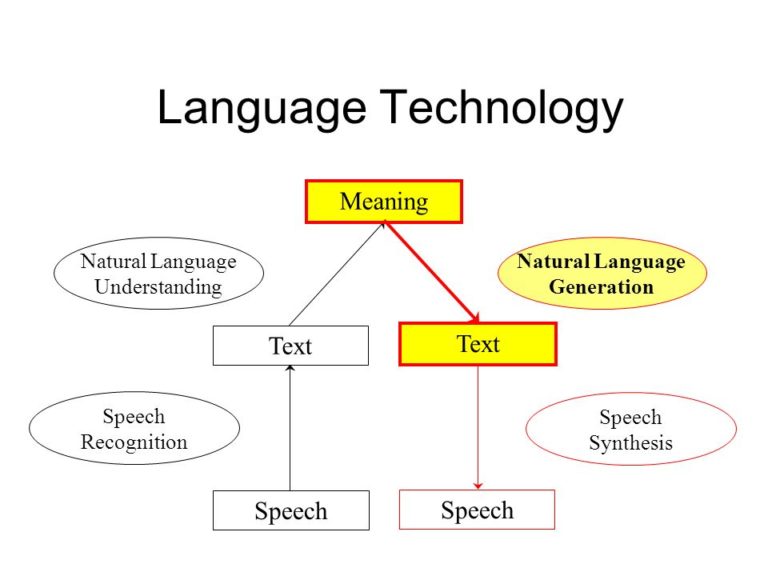 Language Technology
Meaning
Natural Language
Understanding
Natural Language
Generation
Text
Text
Speech
Recognition
Speech
Synthesis
Speech
Speech